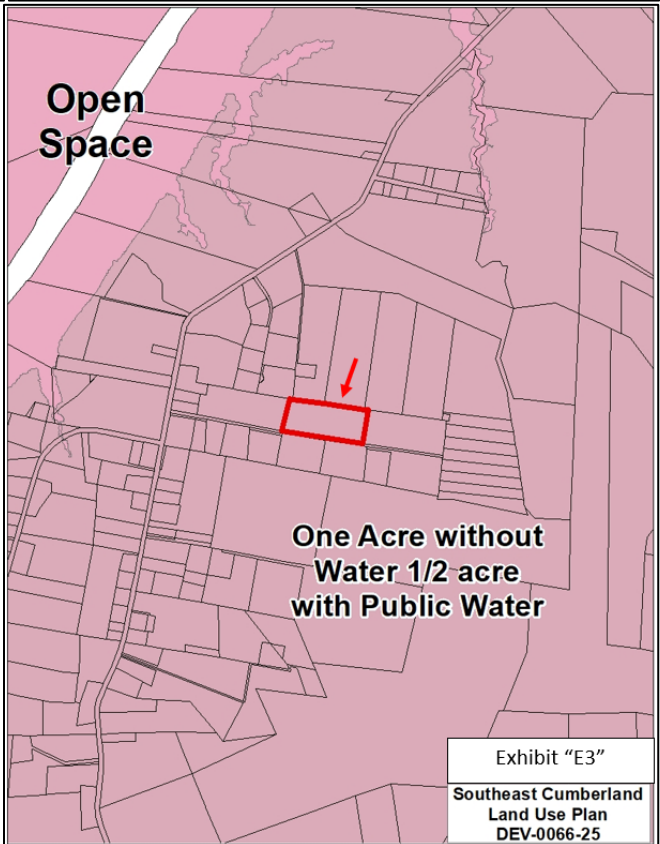 Open
Space
One Acre without
Water 1/2 acre
with Public Water
Exhibit “E3”
Southeast Cumberland
Land Use Plan
DEV-0066-25